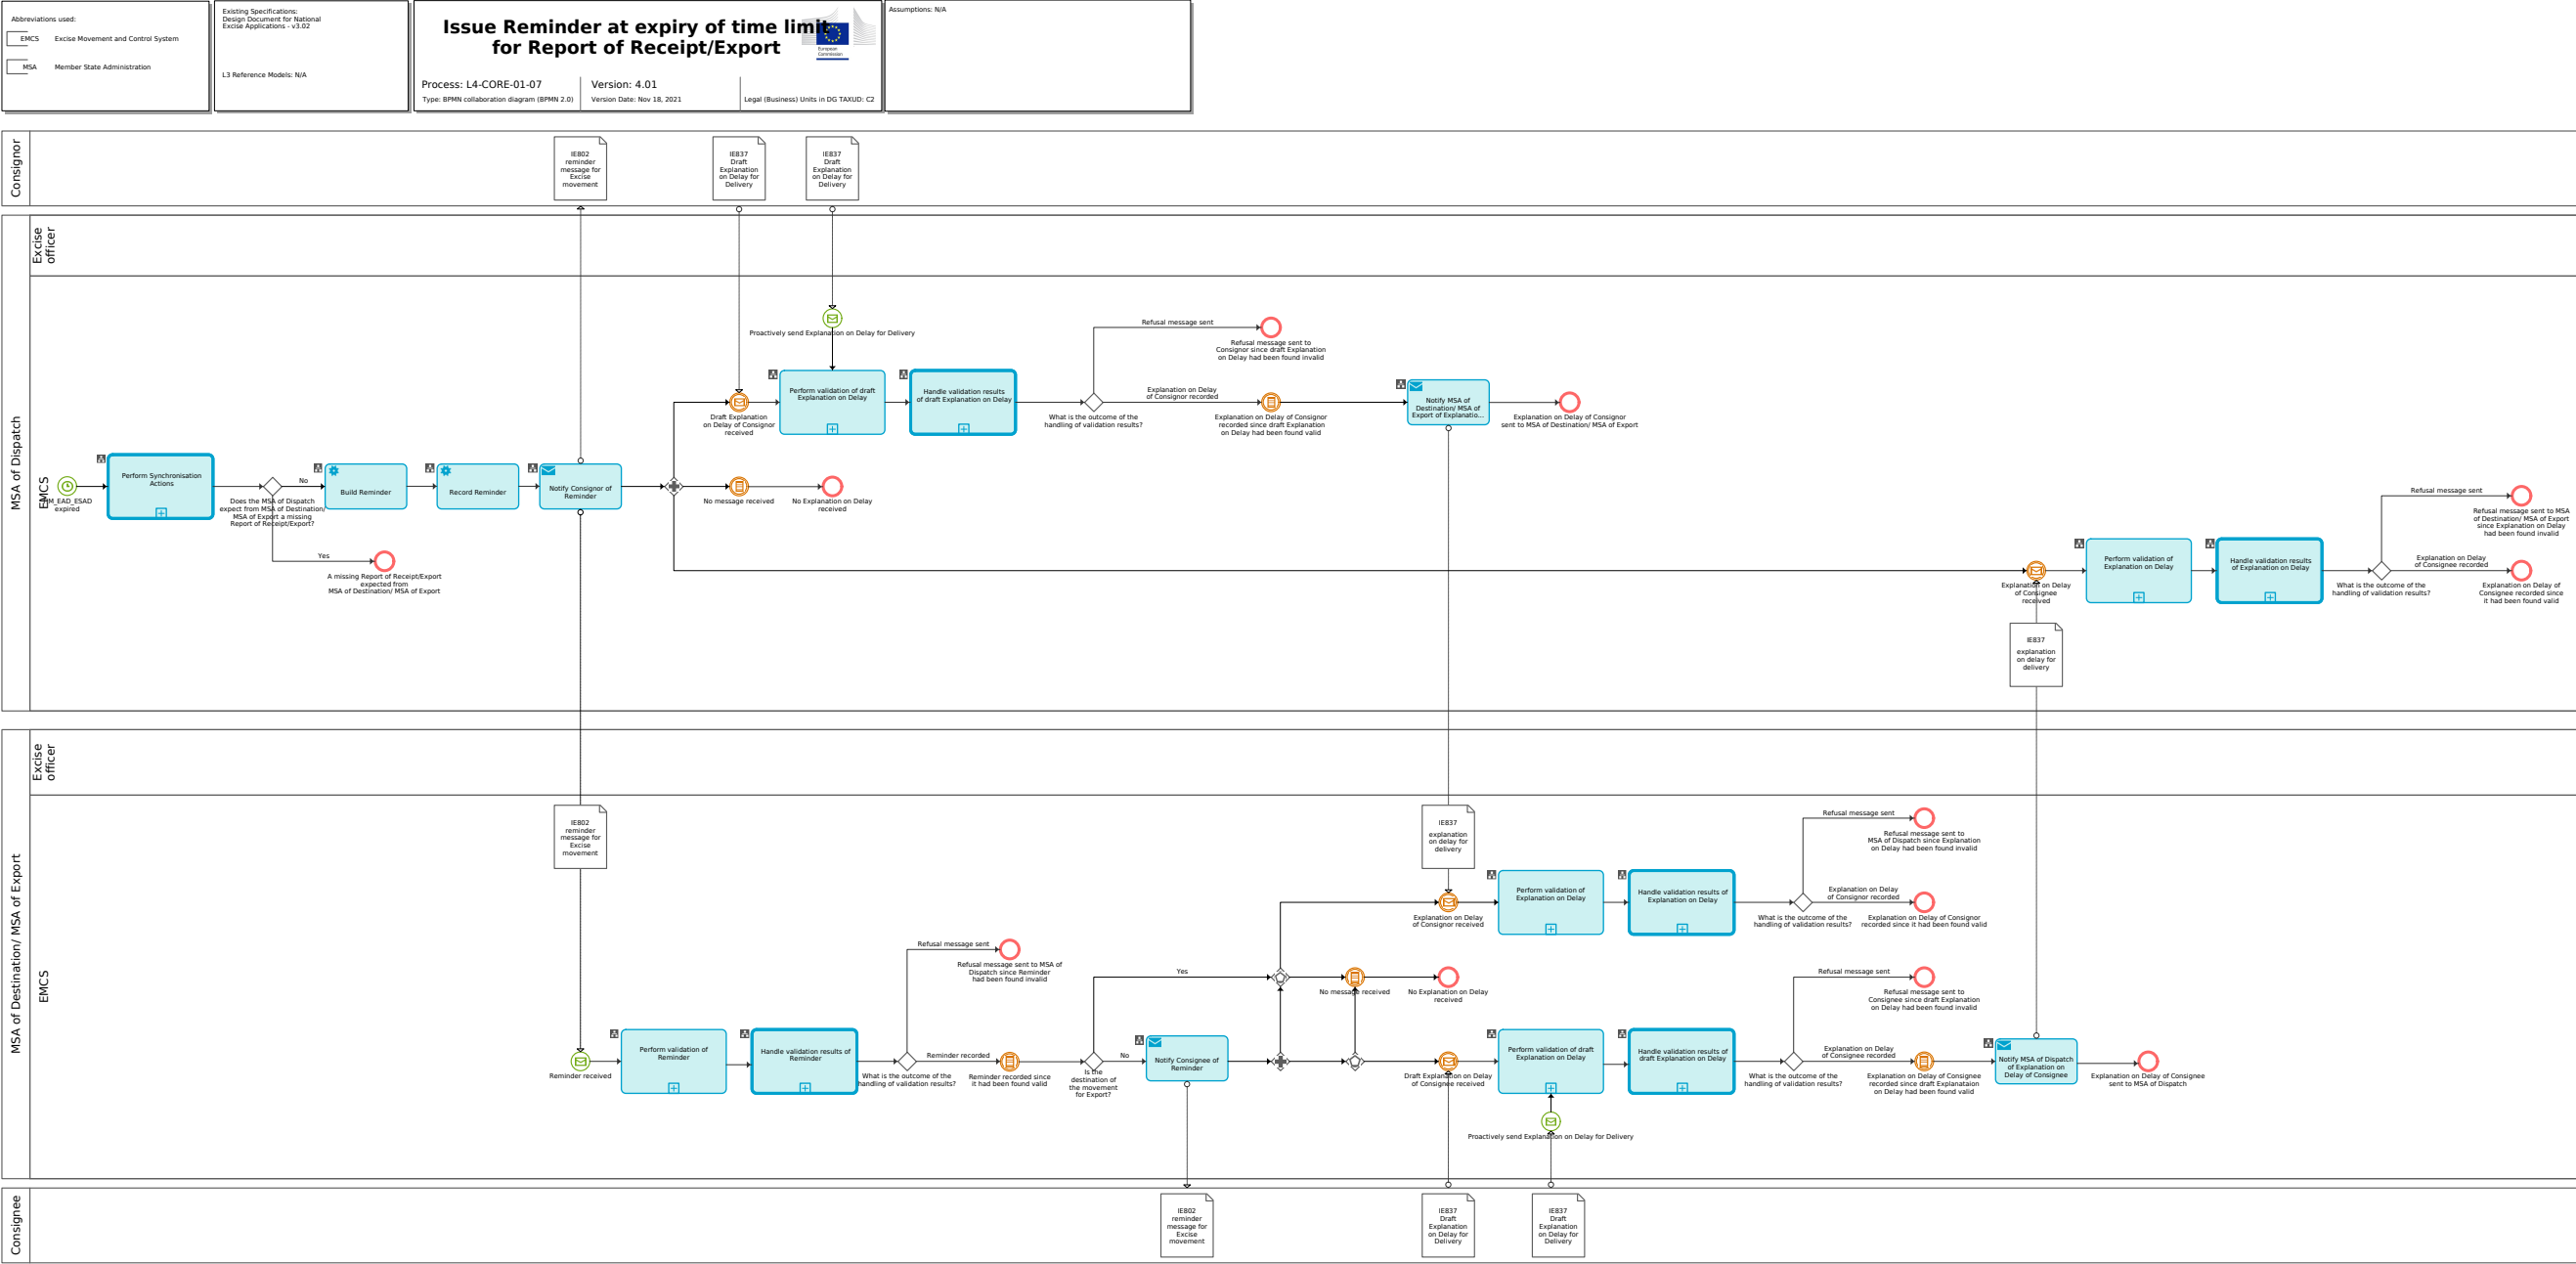 Abbreviations used:
EMCS Excise Movement and Control System
MSA Member State Administration
Existing Specifications:
Design Document for National
Excise Applications - v3.02
L3 Reference Models: N/A
Issue Reminder at expiry of time limit
for Report of Receipt/Export
European
Commission
Process: L4-CORE-01-07
Version: 4.01
Type: BPMN collaboration diagram (BPMN 2.0)
Version Date: Nov 18, 2021
Legal (Business) Units in DG TAXUD: C2
Assumptions: N/A
Consignor
IE802
reminder
message for
Excise
movement
IE837
Draft
Explanation
on Delay for
Delivery
IE837
Draft
Explanation
on Delay for
Delivery
MSA of Dispatch
Excise
officer
EMCS
Proactively send Explanation on Delay for Delivery
Refusal message sent
Refusal message sent to
Consignor since draft Explanation
on Delay had been found invalid
Perform validation of draft
Explanation on Delay
Handle validation results
of draft Explanation on Delay
Draft Explanation
on Delay of Consignor
received
What is the outcome of the
handling of validation results?
Explanation on Delay
of Consignor recorded
Explanation on Delay of Consignor
recorded since draft Explanation
on Delay had been found valid
Notify MSA of
Destination/ MSA of
Export of Explanatio...
Explanation on Delay of Consignor
sent to MSA of Destination/ MSA of Export
_EAD_ESAD
expired
Perform Synchronisation
Actions
Does the MSA of Dispatch
expect from MSA of Destination/
MSA of Export a missing
Report of Receipt/Export?
No
Build Reminder
Record Reminder
Notify Consignor of
Reminder
No message received
No Explanation on Delay
received
Yes
A missing Report of Receipt/Export
expected from
MSA of Destination/ MSA of Export
Explanation on Delay
of Consignee
received
Perform validation of
Explanation on Delay
Handle validation results
of Explanation on Delay
What is the outcome of the
handling of validation results?
Refusal message sent
Refusal message sent to MSA
of Destination/ MSA of Export
since Explanation on Delay
had been found invalid
Explanation on Delay
of Consignee recorded
Explanation on Delay of
Consignee recorded since
it had been found valid
IE837
explanation
on delay for
delivery
MSA of Destination/ MSA of Export
Excise
officer
EMCS
IE802
reminder
message for
Excise
movement
IE837
explanation
on delay for
delivery
Refusal message sent
Refusal message sent to
MSA of Dispatch since Explanation
on Delay had been found invalid
Explanation on Delay
of Consignor received
Perform validation of
Explanation on Delay
Handle validation results of
Explanation on Delay
What is the outcome of the
handling of validation results?
Explanation on Delay
of Consignor recorded
Explanation on Delay of Consignor
recorded since it had been found valid
Refusal message sent
Refusal message sent to MSA of
Dispatch since Reminder
had been found invalid
Yes
No message received
No Explanation on Delay
received
Refusal message sent
Refusal message sent to
Consignee since draft Explanation
on Delay had been found invalid
Reminder received
Perform validation of
Reminder
Handle validation results of
Reminder
What is the outcome of the
handling of validation results?
Reminder recorded
Reminder recorded since
it had been found valid
Is the
destination of
the movement
for Export?
No
Notify Consignee of
Reminder
Draft Explanation on Delay
of Consignee received
Perform validation of draft
Explanation on Delay
Handle validation results of
draft Explanation on Delay
What is the outcome of the
handling of validation results?
Explanation on Delay
of Consignee recorded
Explanation on Delay of Consignee
recorded since draft Explanataion
on Delay had been found valid
Notify MSA of Dispatch
of Explanation on
Delay of Consignee
Explanation on Delay of Consignee
sent to MSA of Dispatch
Proactively send Explanation on Delay for Delivery
Consignee
IE802
reminder
message for
Excise
movement
IE837
Draft
Explanation
on Delay for
Delivery
IE837
Draft
Explanation
on Delay for
Delivery